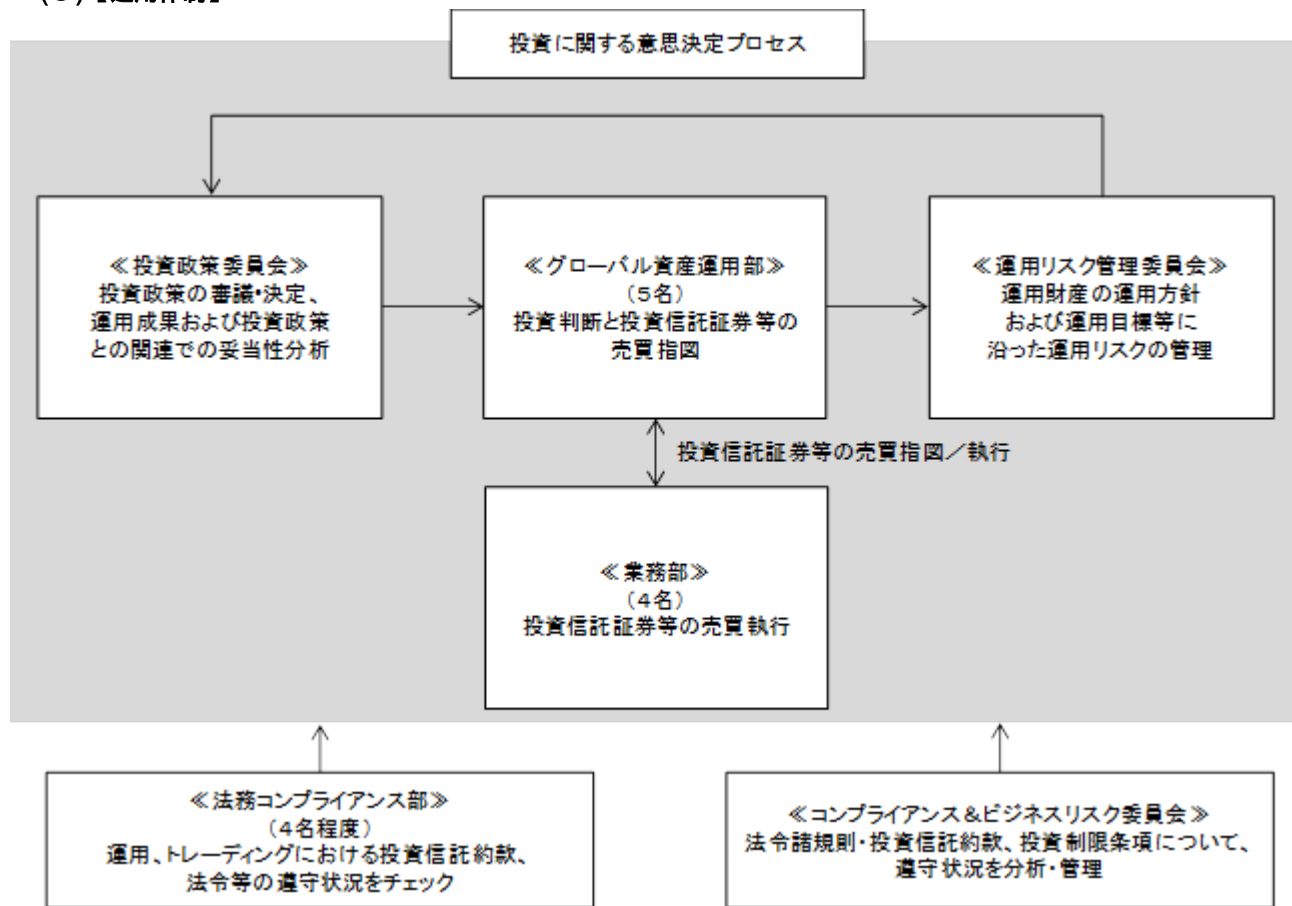 投資に関する意思決定プロセス
≪投資政策委員会≫
投資政策の審議・決定、
運用成果および投資政策
との関連での妥当性分析
≪グローバル資産運用部≫
(5名)
投資判断と投資信託証券等の
売買指図
≪運用リスク管理委員会≫
運用財産の運用方針
および運用目標等に
沿った運用リスクの管理
投資信託証券等の売買指図/執行
≪業務部≫
(4名)
投資信託証券等の売買執行
≪法務コンプライアンス部≫
(4名程度)
運用、トレーディングにおける投資信託約款、
法令等の遵守状況をチェック
≪コンプライアンス&ビジネスリスク委員会≫
法令諸規則・投資信託約款、投資制限条項について、
遵守状況を分析・管理